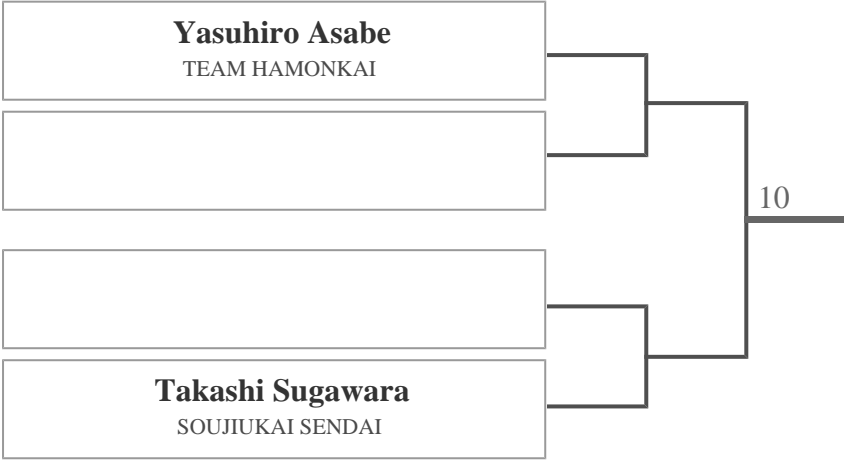 Yasuhiro Asabe
TEAM HAMONKAI
10
Takashi Sugawara
SOUJIUKAI SENDAI